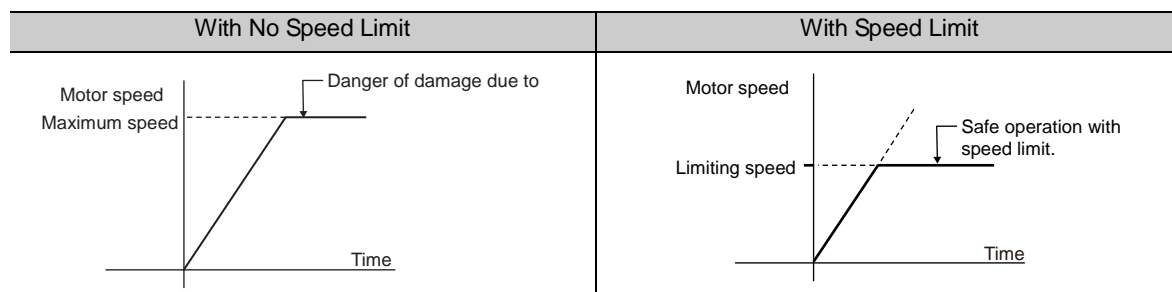 With No Speed Limit
With Speed Limit
Danger of damage due to
Motor speed
Maximum speed
Time
Motor speed
Safe operation with
speed limit.
Limiting speed
Time